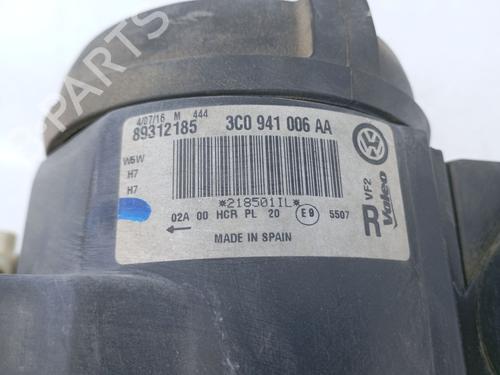 4/07/16 M 444
89312185 3C0 941 006 AA
W5W
H7
H7
*218501IL*
02A 00 HCR PL 20 E9 5507
MADE IN SPAIN
VF2
R Valeo
B-PARTS